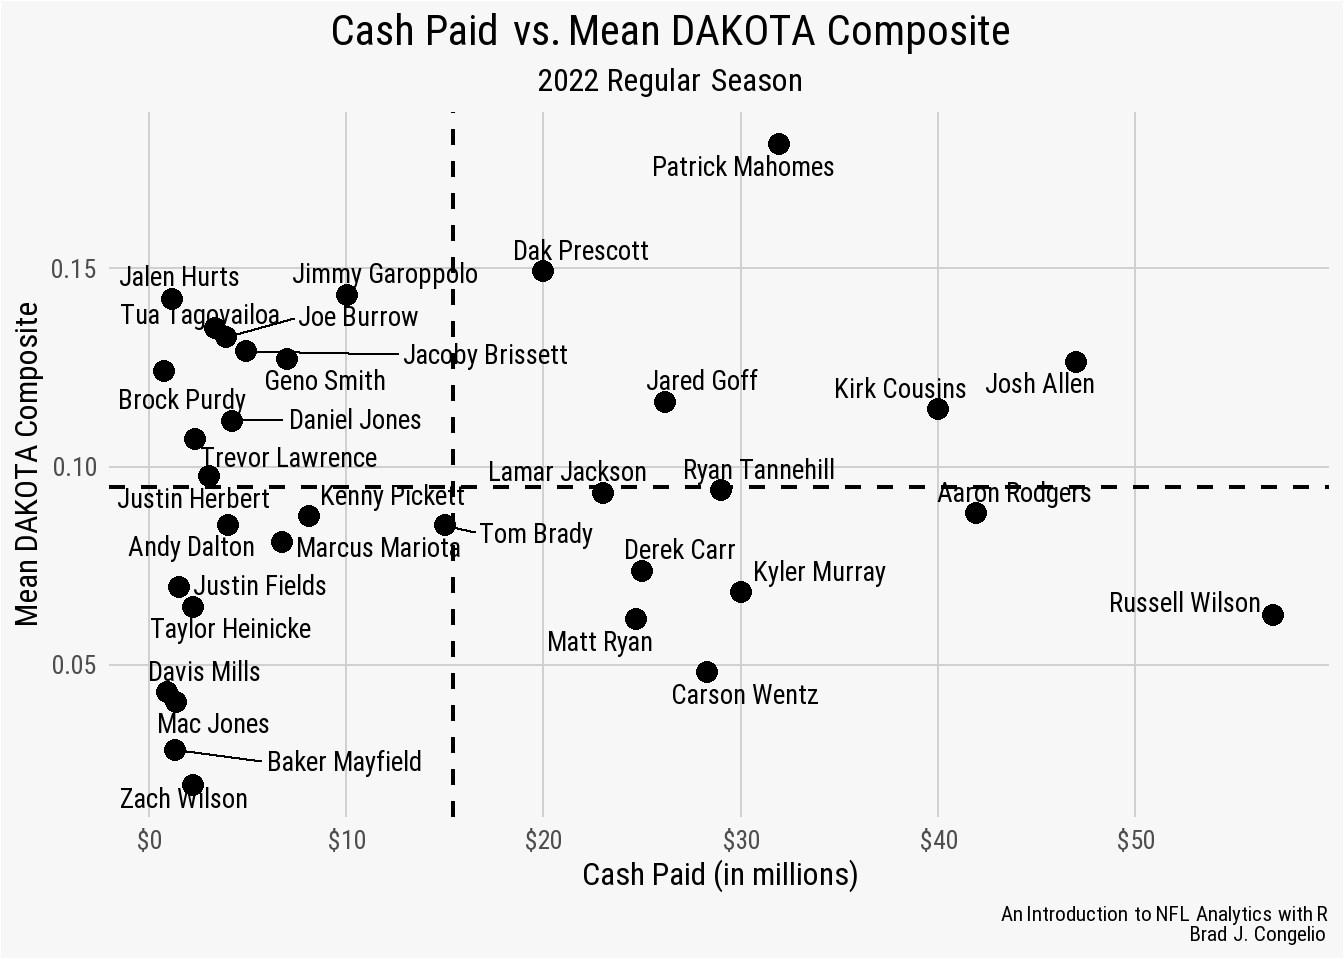 Cash Paid vs. Mean DAKOTA Composite
2022 Regular Season
Mean DAKOTA Composite
0.15
0.10
0.05
Patrick Mahomes
Dak Prescott
Jalen Hurts
Jimmy Garoppolo
Tua Tagovailoa
Joe Burrow
Jacoby Brissett
Geno Smith
Jared Goff
Kirk Cousins
Josh Allen
Brock Purdy
Daniel Jones
Trevor Lawrence
Lamar Jackson
Ryan Tannehill
Aaron Rodgers
Justin Herbert
Kenny Pickett
Tom Brady
Andy Dalton
Marcus Mariota
Derek Carr
Kyler Murray
Justin Fields
Russell Wilson
Taylor Heinicke
Matt Ryan
Davis Mills
Carson Wentz
Mac Jones
Baker Mayfield
Zach Wilson
$0
$10
$20
$30
$40
$50
Cash Paid (in millions)
An Introduction to NFL Analytics with R
Brad J. Congelio